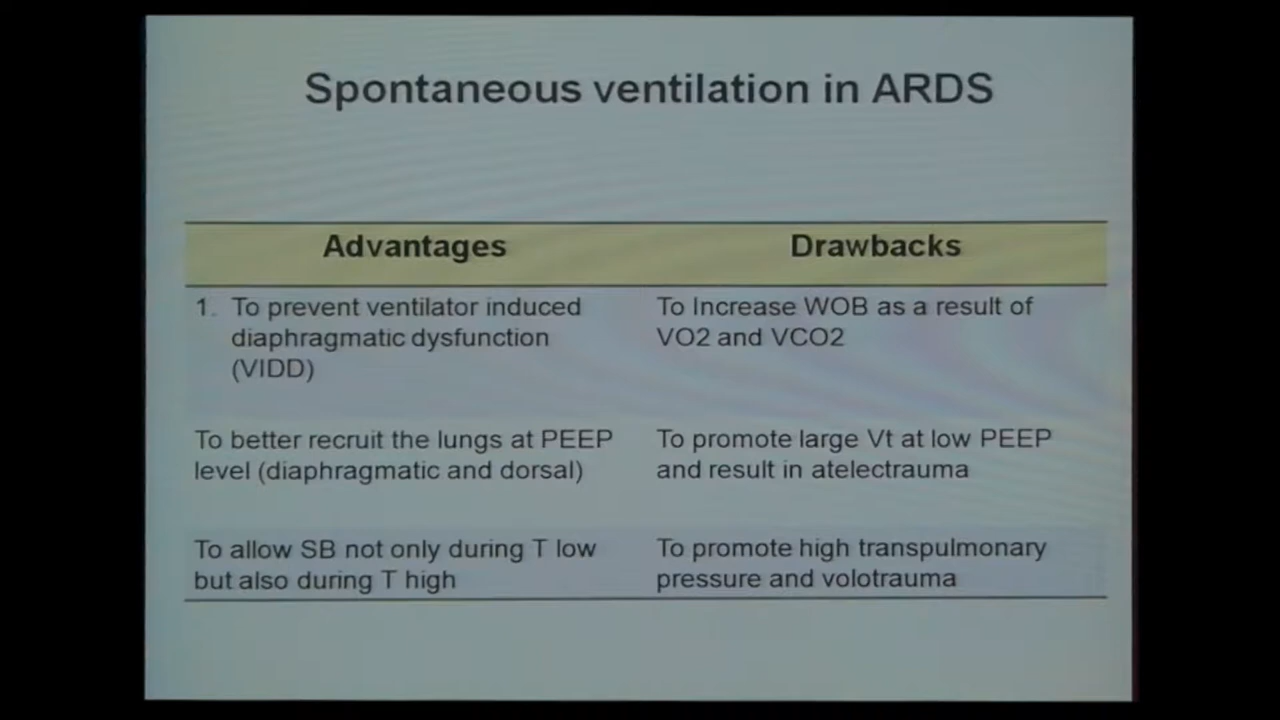 Spontaneous ventilation in ARDS
Advantages
Drawbacks
1. To prevent ventilator induced
diaphragmatic dysfunction
(VIDD)
To Increase WOB as a result of
VO2 and VCO2
To better recruit the lungs at PEEP
level (diaphragmatic and dorsal)
To promote large Vt at low PEEP
and result in atelectrauma
To allow SB not only during T low
but also during T high
To promote high transpulmonary
pressure and volotrauma